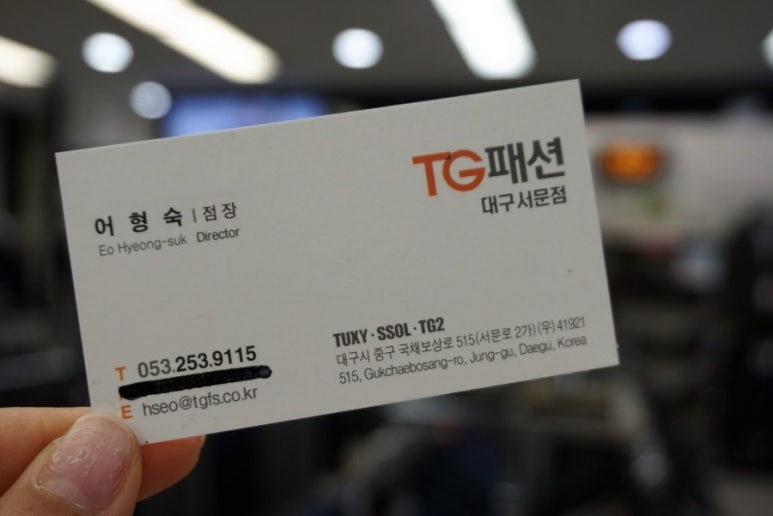 TG패션
대구서문점
어 형 숙 | 점장
Eo Hyeong-suk Director
T 053.253.9115
E hseo@tgfs.co.kr
TUXY · SSOL · TG2
대구시 중구 국채보상로 515(서문로 2가)(우)41921
515, Gukchaebosang-ro, Jung-gu, Daegu, Korea